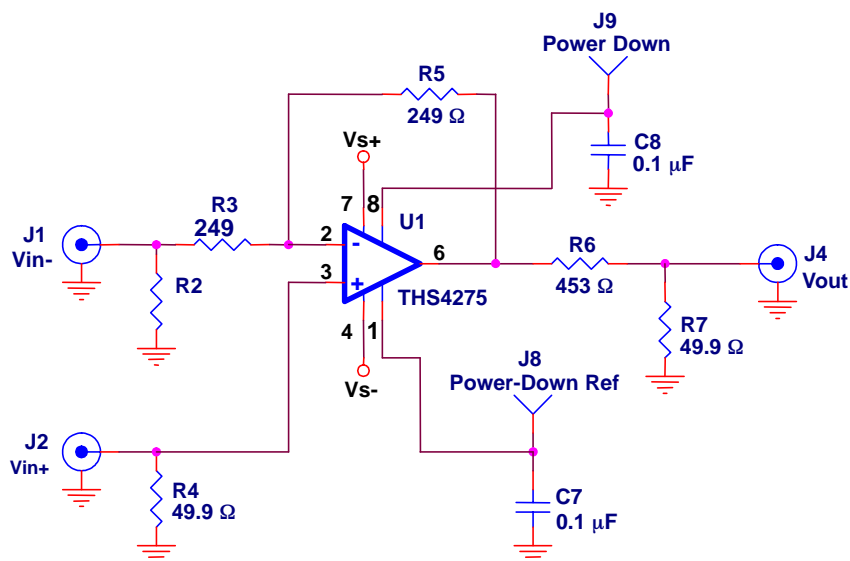 J9
Power Down
R5
249 Ω
C8
0.1 μF
Vs+
7
8
U1
J1
Vin-
R3
249
2
-
6
R6
453 Ω
J4
Vout
R2
3
+
THS4275
4
1
R7
49.9 Ω
Vs-
J8
Power-Down Ref
J2
Vin+
R4
49.9 Ω
C7
0.1 μF